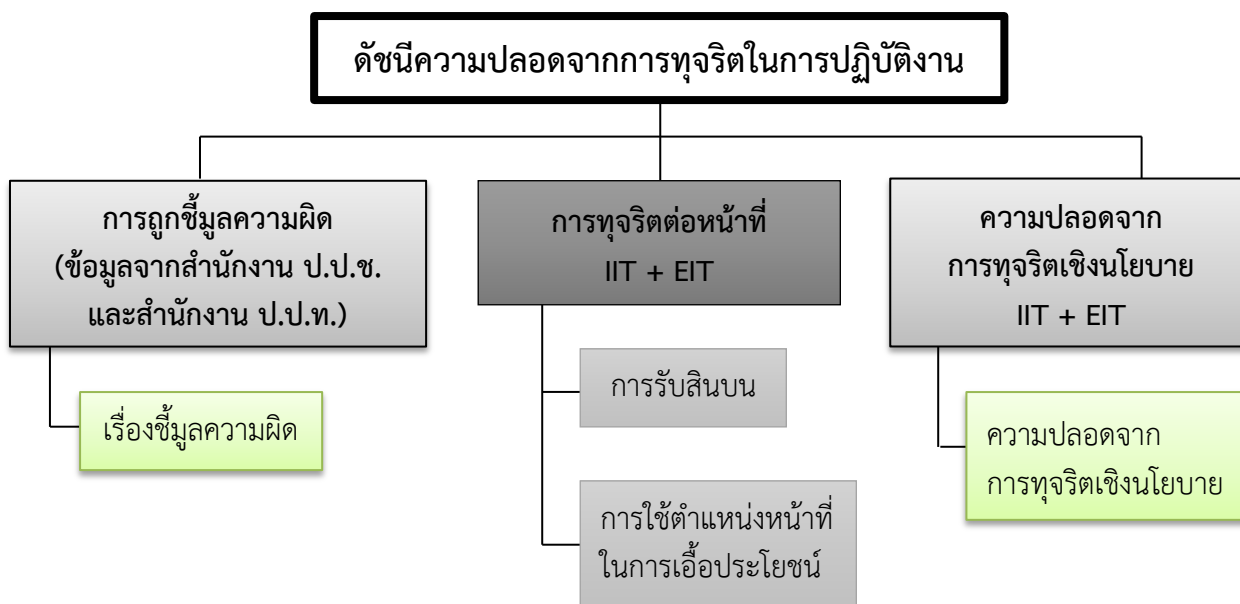 ดัชนีความปลอดจากการทุจริตในการปฏิบัติงาน
การถูกชี้มูลความผิด
(ข้อมูลจากสำนักงาน ป.ป.ช.
และสำนักงาน ป.ป.ท.)
เรื่องชี้มูลความผิด
การทุจริตต่อหน้าที่
IIT + EIT
การรับสินบน
การใช้ตำแหน่งหน้าที่
ในการเอื้อประโยชน์
ความปลอดจาก
การทุจริตเชิงนโยบาย
IIT + EIT
ความปลอดจาก
การทุจริตเชิงนโยบาย